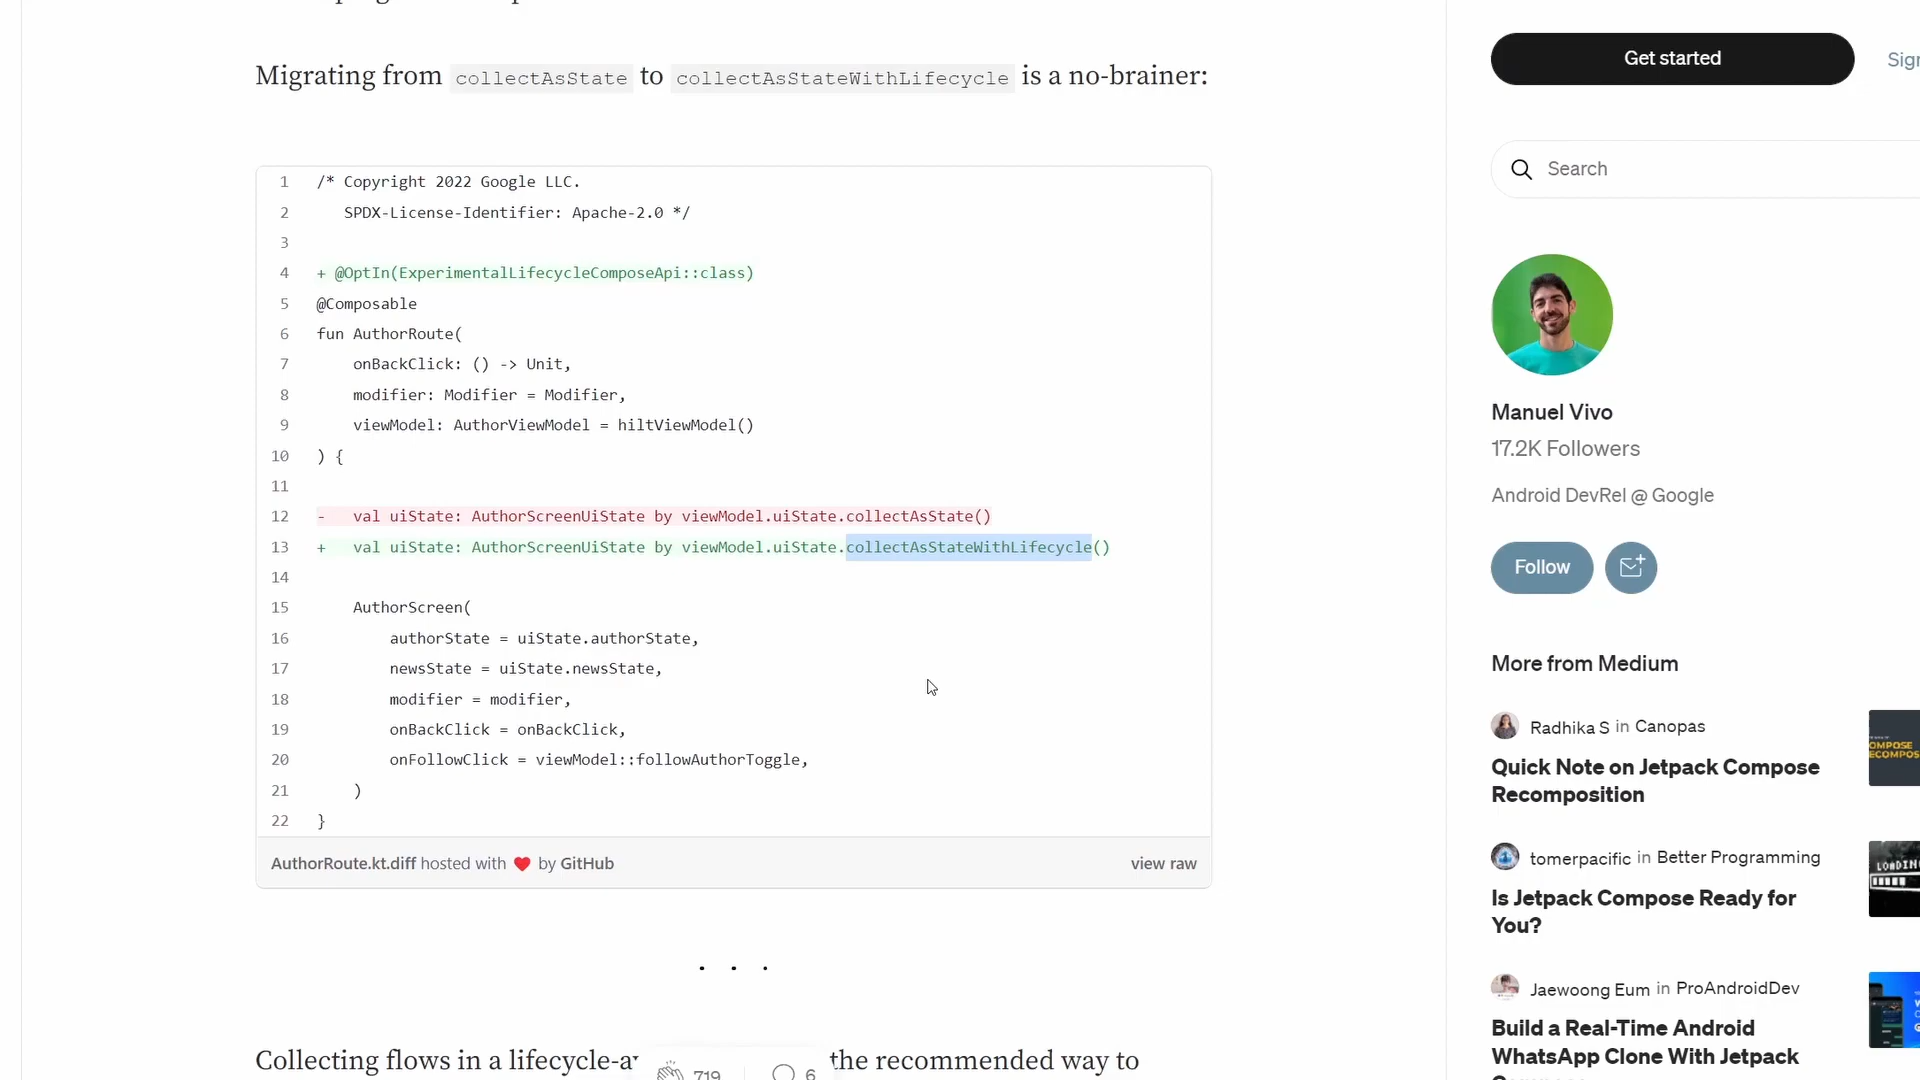 Migrating from collectAsState to collectAsStateWithLifecycle is a no-brainer:
1 /* Copyright 2022 Google LLC.
2 SPDX-License-Identifier: Apache-2.0 */
3
4 + @OptIn(ExperimentalLifecycleComposeApi::class)
5 @Composable
6 fun AuthorRoute(
7 onBackClick: () -> Unit,
8 modifier: Modifier = Modifier,
9 viewModel: AuthorViewModel = hiltViewModel()
10 ) {
11
12 - val uiState: AuthorScreenUiState by viewModel.uiState.collectAsState()
13 + val uiState: AuthorScreenUiState by viewModel.uiState.collectAsStateWithLifecycle()
14
15 AuthorScreen(
16 authorState = uiState.authorState,
17 newsState = uiState.newsState,
18 modifier = modifier,
19 onBackClick = onBackClick,
20 onFollowClick = viewModel::followAuthorToggle,
21 )
22 }
AuthorRoute.kt.diff hosted with ❤ by GitHub
view raw
. . .
Collecting flows in a lifecycle-a
the recommended way to
719
6
Get started
Sign
Search
Manuel Vivo
17.2K Followers
Android DevRel @ Google
Follow
More from Medium
Radhika S in Canopas
Quick Note on Jetpack Compose
Recomposition
tomerpacific in Better Programming
Is Jetpack Compose Ready for
You?
LOADIN
Jaewoong Eum in ProAndroidDev
Build a Real-Time Android
WhatsApp Clone With Jetpack